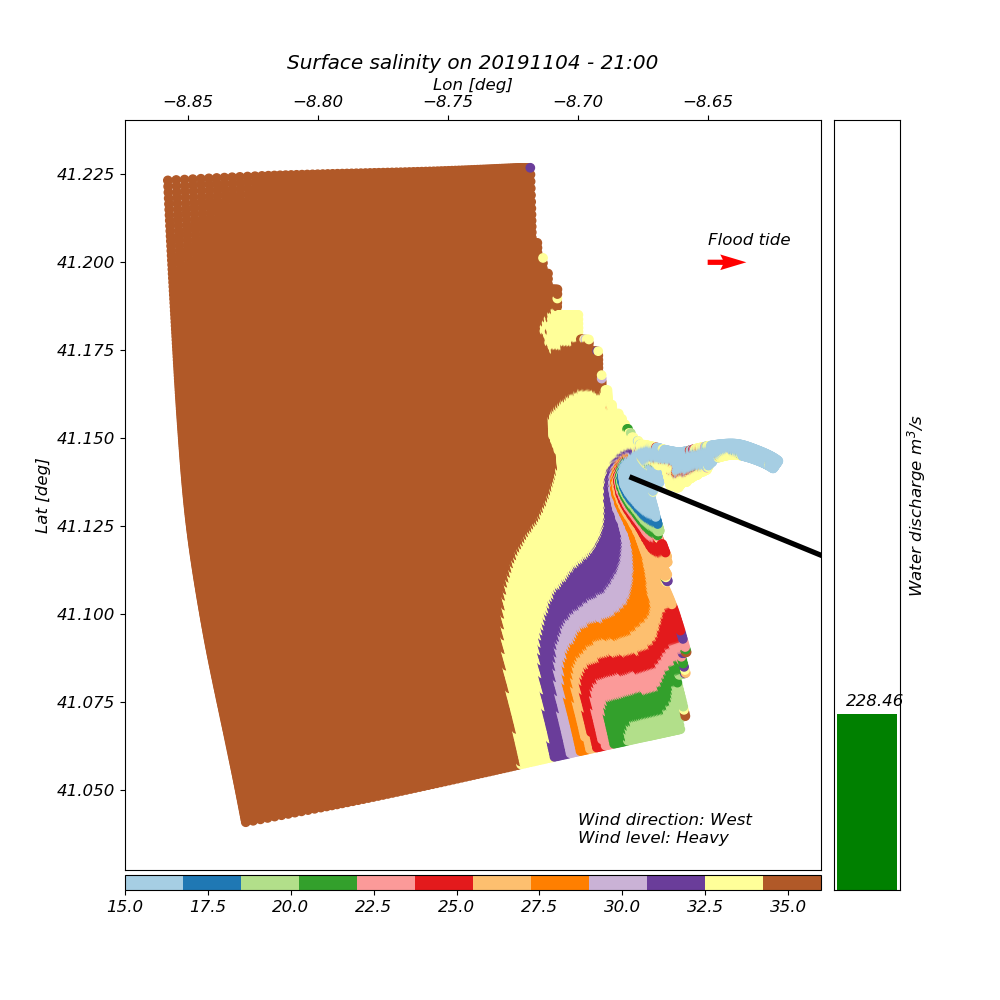 Surface salinity on 20191104 - 21:00
Lon [deg]
−8.85 −8.80 −8.75 −8.70 −8.65
41.225
41.200
41.175
41.150
41.125
41.100
41.075
41.050
Lat [deg]
Flood tide
Wind direction: West
Wind level: Heavy
228.46
Water discharge m³/s
15.0 17.5 20.0 22.5 25.0 27.5 30.0 32.5 35.0